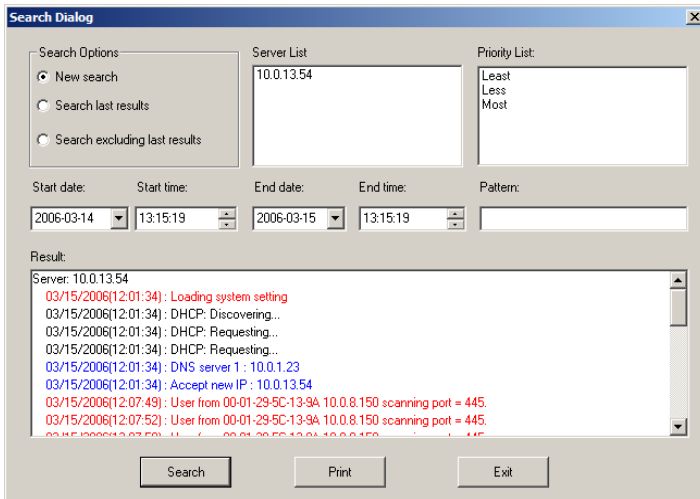 Search Dialog
Search Options
New search
Search last results
Search excluding last results
Server List
10.0.13.54
Priority List:
Least
Less
Most
Start date:
Start time:
End date:
End time:
Pattern:
2006-03-14
13:15:19
2006-03-15
13:15:19
Result:
Server: 10.0.13.54
03/15/2006(12:01:34) : Loading system setting
03/15/2006(12:01:34) : DHCP: Discovering...
03/15/2006(12:01:34) : DHCP: Requesting...
03/15/2006(12:01:34) : DHCP: Requesting...
03/15/2006(12:01:34) : DNS server 1 : 10.0.1.23
03/15/2006(12:01:34) : Accept new IP : 10.0.13.54
03/15/2006(12:07:49) : User from 00-01-29-5C-13-9A 10.0.8.150 scanning port = 445.
03/15/2006(12:07:52) : User from 00-01-29-5C-13-9A 10.0.8.150 scanning port = 445.
Search
Print
Exit